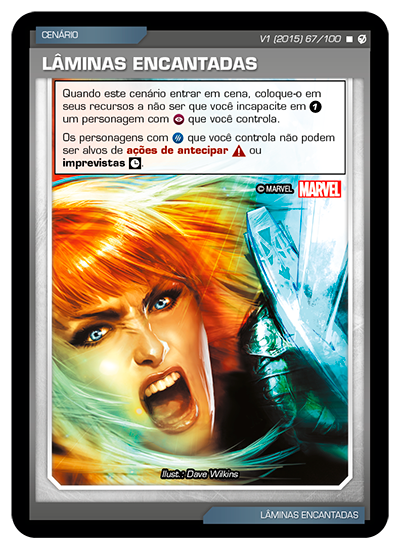 CENÁRIO
V1 (2015) 67/100
LÂMINAS ENCANTADAS
Quando este cenário entrar em cena, coloque-o em
seus recursos a não ser que você incapacite em 1
um personagem com que você controla.
Os personagens com que você controla não podem
ser alvos de ações de antecipar ou
imprevistas .
© MARVEL MARVEL
Ilust.: Dave Wilkins
LÂMINAS ENCANTADAS